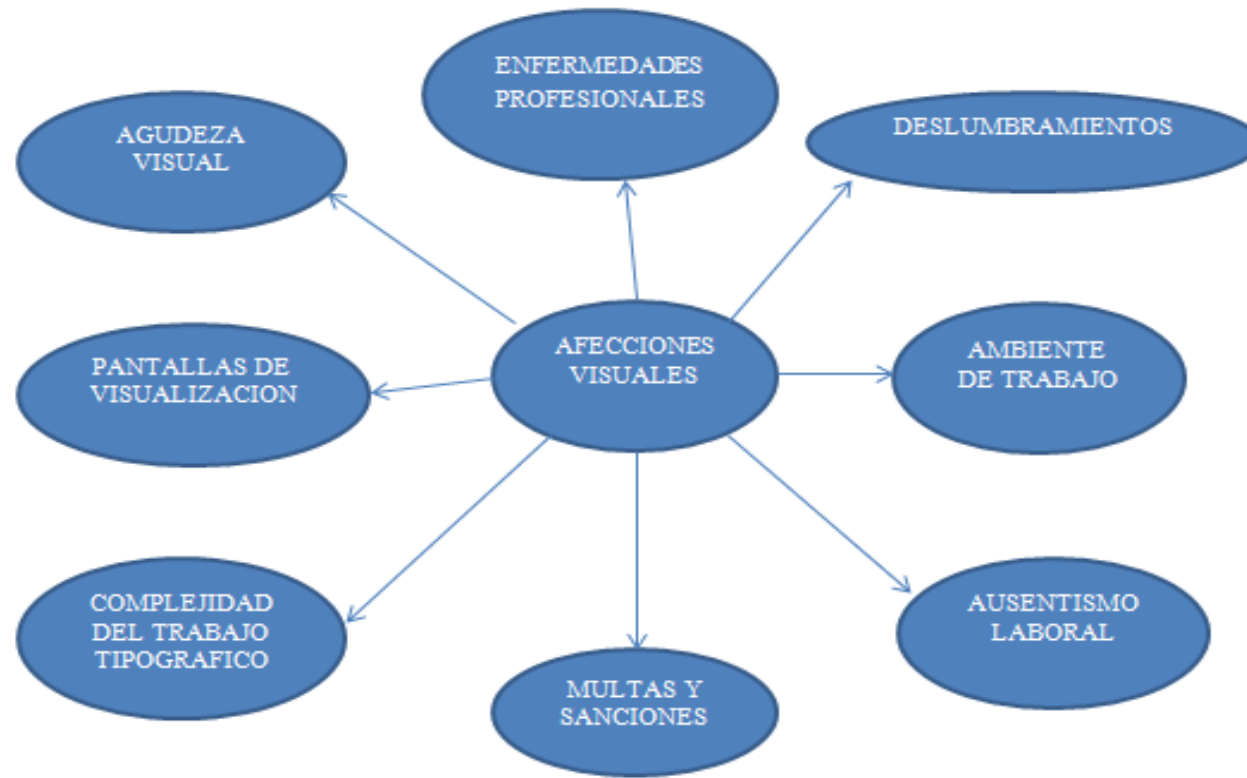 ENFERMEDADES
PROFESIONALES
AGUDEZA
VISUAL
DESLUMBRAMIENTOS
AFECCIONES
VISUALES
PANTALLAS DE
VISUALIZACION
AMBIENTE
DE TRABAJO
COMPLEJIDAD
DEL TRABAJO
TIPOGRAFICO
MULTAS Y
SANCIONES
AUSENTISMO
LABORAL